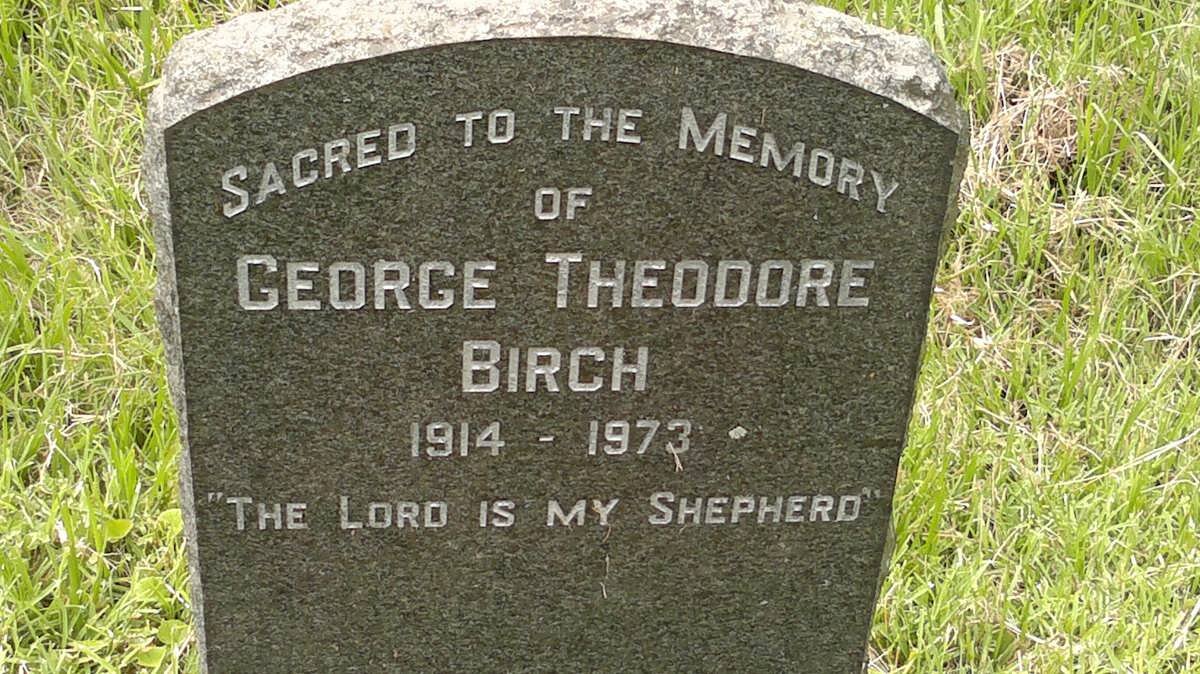 SACRED TO THE MEMORY
OF
GEORGE THEODORE
BIRCH
1914 - 1973
"THE LORD IS MY SHEPHERD"